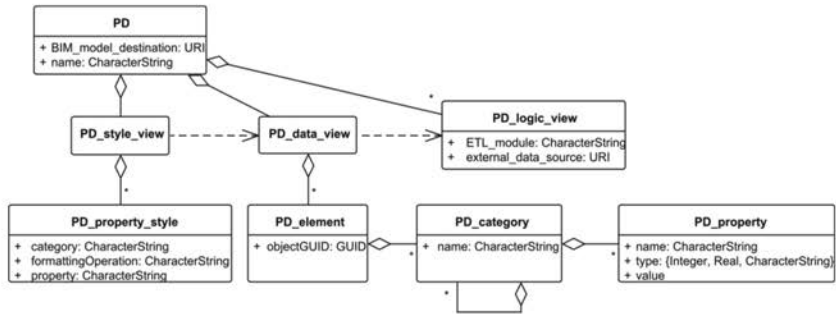 PD
+ BIM_model_destination: URI
+ name: CharacterString
*
PD_style_view
PD_data_view
PD_logic_view
+ ETL_module: CharacterString
+ external_data_source: URI
*
*
PD_property_style
+ category: CharacterString
+ formattingOperation: CharacterString
+ property: CharacterString
PD_element
+ objectGUID: GUID
*
PD_category
+ name: CharacterString
*
*
PD_property
+ name: CharacterString
+ type: {Integer, Real, CharacterString}
+ value